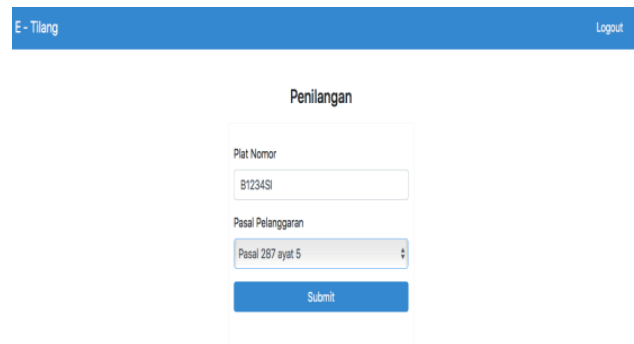 E - Tilang
Logout
Penilangan
Plat Nomor
B1234SI
Pasal Pelanggaran
Pasal 287 ayat 5
Submit